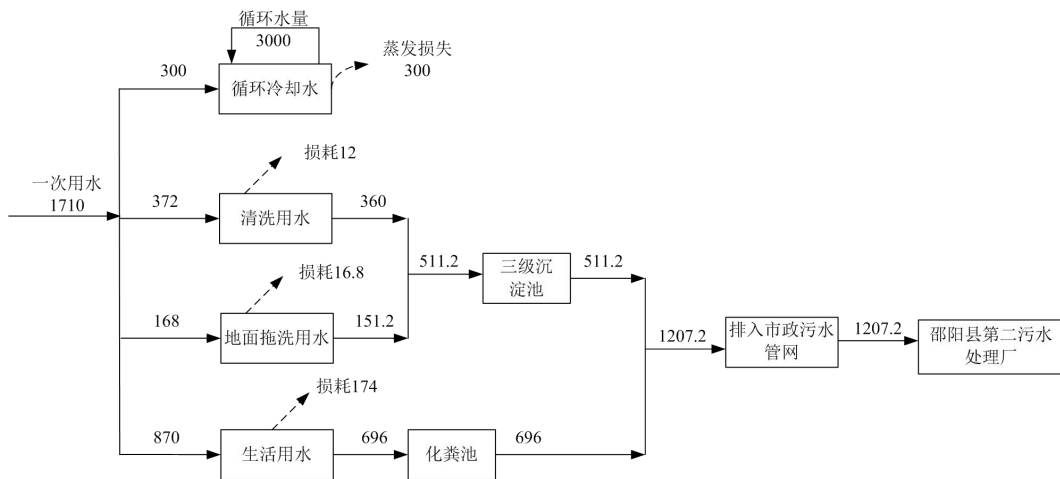 循环水量
3000
蒸发损失
300
300
循环冷却水
损耗12
一次用水
1710
372
清洗用水
360
511.2
三级沉
淀池
511.2
损耗16.8
168
地面拖洗用水
151.2
1207.2
排入市政污水
管网
1207.2
邵阳县第二污水
处理厂
损耗174
870
生活用水
696
化粪池
696